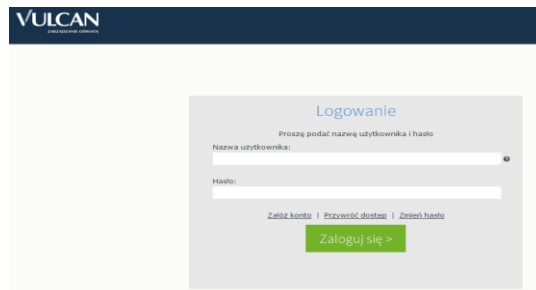 VULCAN
ZARZĄDZANIE OŚWIATĄ
Logowanie
Proszę podać nazwę użytkownika i hasło
Nazwa użytkownika:
Hasło:
Załóż konto | Przywróć dostęp | Zmień hasło
Zaloguj się >